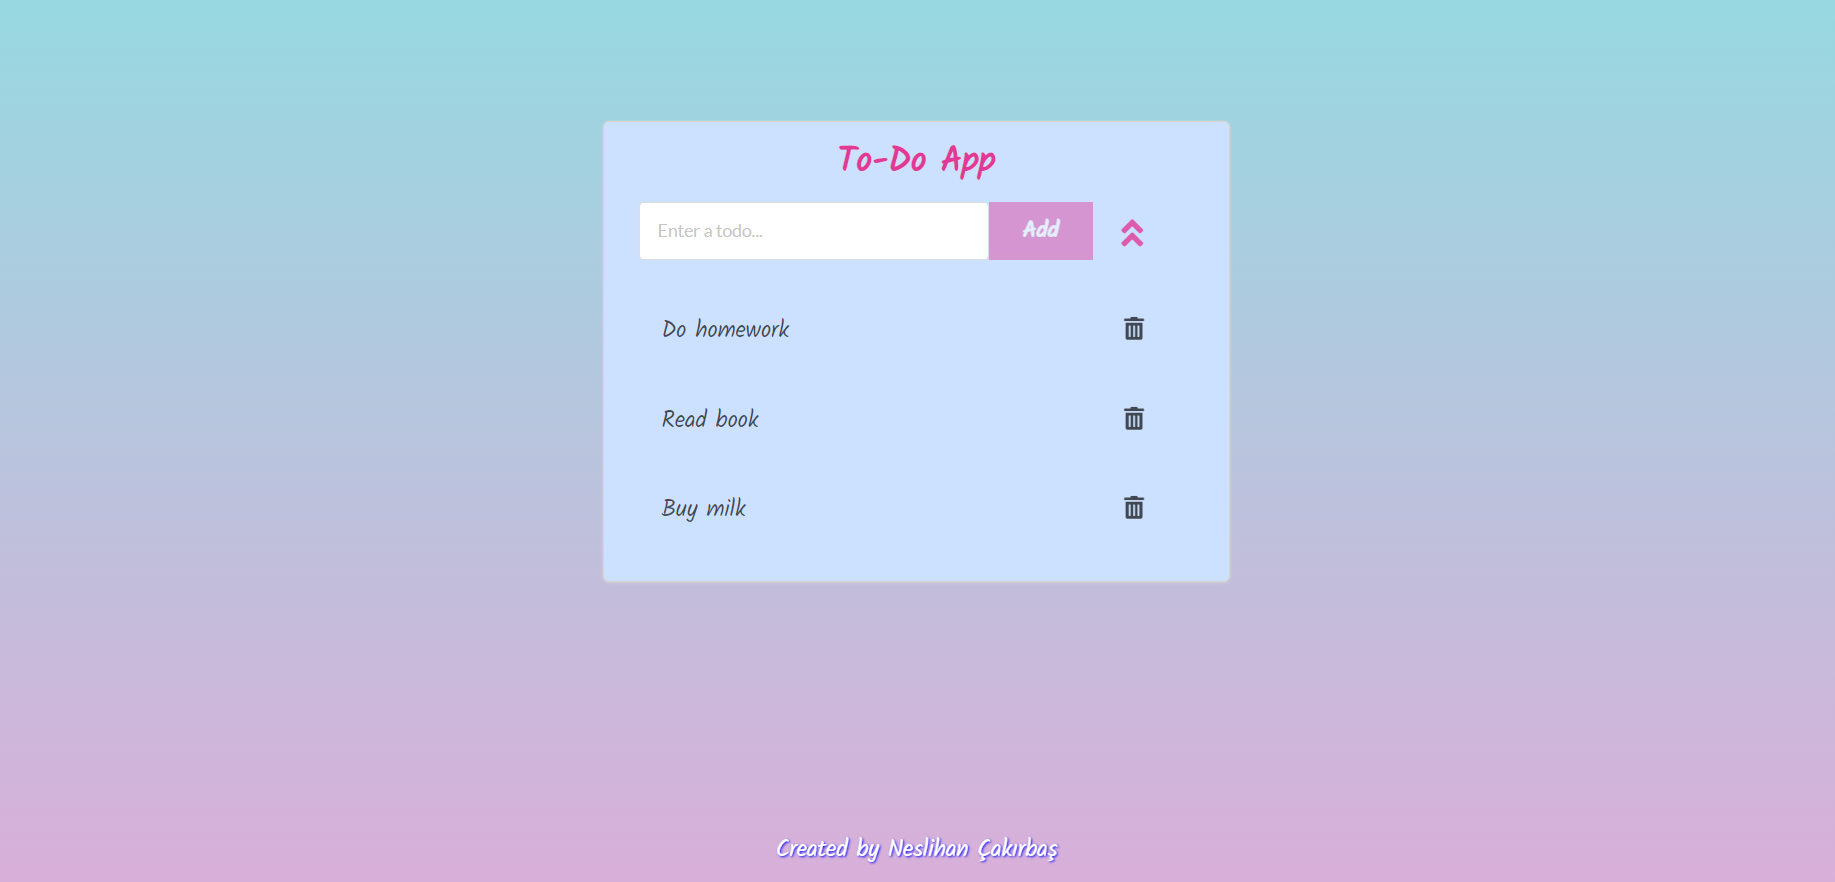 To-Do App
Enter a todo...
Add
Do homework
Read book
Buy milk
Created by Neslihan Çakırbaş